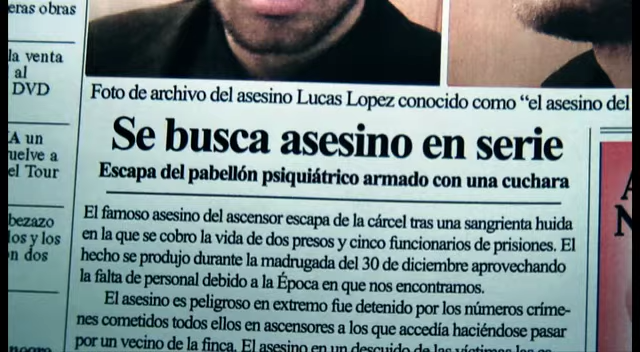 eras obras
la venta
al
DVD
A un
uelve a
el Tour
bezazo
los y los
n dos
Foto de archivo del asesino Lucas Lopez conocido como “el asesino del
Se busca asesino en serie
Escapa del pabellón psiquiátrico armado con una cuchara
El famoso asesino del ascensor escapa de la cárcel tras una sangrienta huida
en la que se cobro la vida de dos presos y cinco funcionarios de prisiones. El
hecho se produjo durante la madrugada del 30 de diciembre aprovechando
la falta de personal debido a la Época en que nos encontramos.
El asesino es peligroso en extremo fue detenido por los números críme-
nes cometidos todos ellos en ascensores a los que accedía haciéndose pasar
por un vecino de la finca. El asesino en un descuido de las víctimas